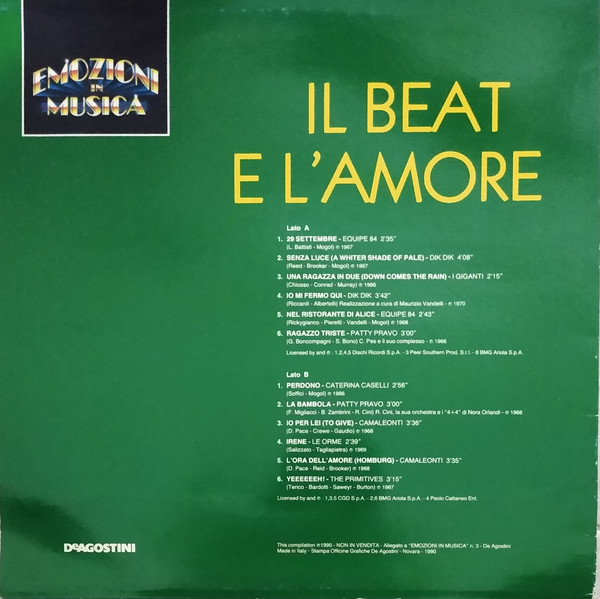 EMOZIONI
IN
MUSICA
IL BEAT
E L'AMORE
Lato A
1. 29 SETTEMBRE - EQUIPE 84 2'35"
(L. Battisti - Mogol) ℗ 1967
2. SENZA LUCE (A WHITER SHADE OF PALE) - DIK DIK 4'08"
(Reed - Brooker - Mogol) ℗ 1967
3. UNA RAGAZZA IN DUE (DOWN COMES THE RAIN) - I GIGANTI 2'15"
(Chiosso - Conrad - Murray) ℗ 1966
4. IO MI FERMO QUI - DIK DIK 3'42"
(Riccardi - Albertelli) Realizzazione a cura di Maurizio Vandelli - ℗ 1970
5. NEL RISTORANTE DI ALICE - EQUIPE 84 2'43"
(Rickygianco - Pieretti - Vandelli - Mogol) ℗ 1968
6. RAGAZZO TRISTE - PATTY PRAVO 3'00"
(G. Boncompagni - S. Bono) C. Pes e il suo complesso - ℗ 1966
Licensed by and ℗ : 1,2,4,5 Dischi Ricordi S.p.A. - 3 Peer Southern Prod. S.r.l. - 6 BMG Ariola S.p.A.
Lato B
1. PERDONO - CATERINA CASELLI 2'56"
(Soffici - Mogol) ℗ 1966
2. LA BAMBOLA - PATTY PRAVO 3'00"
(F. Migliacci - B. Zambrini - R. Cini) R. Cini, la sua orchestra e i "4+4" di Nora Orlandi - ℗ 1968
3. IO PER LEI (TO GIVE) - CAMALEONTI 3'36"
(D. Pace - Crewe - Gaudio) ℗ 1968
4. IRENE - LE ORME 2'39"
(Salizzato - Tagliapietra) ℗ 1969
5. L'ORA DELL'AMORE (HOMBURG) - CAMALEONTI 3'35"
(D. Pace - Reid - Brooker) ℗ 1968
6. YEEEEEEH! - THE PRIMITIVES 3'15"
(Tenco - Bardotti - Saweyr - Burton) ℗ 1967
Licensed by and ℗ : 1,3,5 CGD S.p.A. - 2,6 BMG Ariola S.p.A. - 4 Paolo Cattaneo Ent.
DeAGOSTINI
This compilation ℗ 1990 - NON IN VENDITA - Allegato a "EMOZIONI IN MUSICA" n. 3 - De Agostini
Made in Italy - Stampa Officine Grafiche De Agostini - Novara - 1990